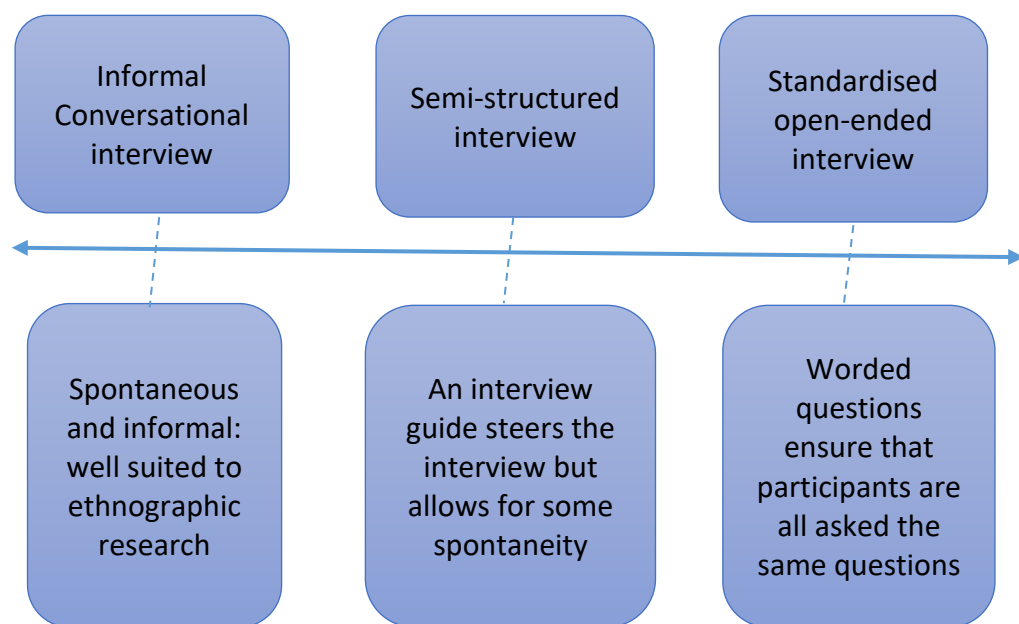 Informal
Conversational
interview
Semi-structured
interview
Standardised
open-ended
interview
Spontaneous
and informal:
well suited to
ethnographic
research
An interview
guide steers the
interview but
allows for some
spontaneity
Worded
questions
ensure that
participants are
all asked the
same questions